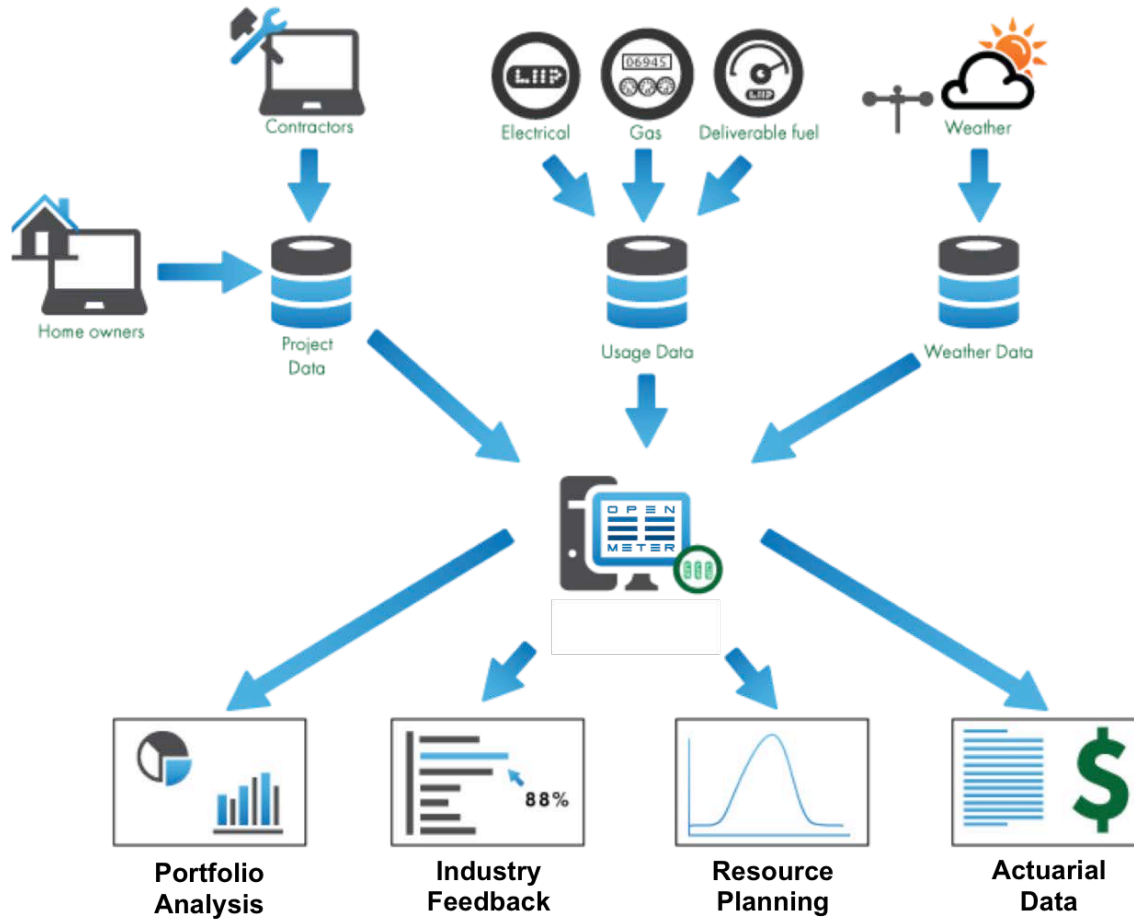 Contractors
Electrical
Gas
06945
Deliverable fuel
Weather
Home owners
Project
Data
Usage Data
Weather Data
OPEN
METER
88%
Portfolio
Analysis
Industry
Feedback
Resource
Planning
Actuarial
Data
$